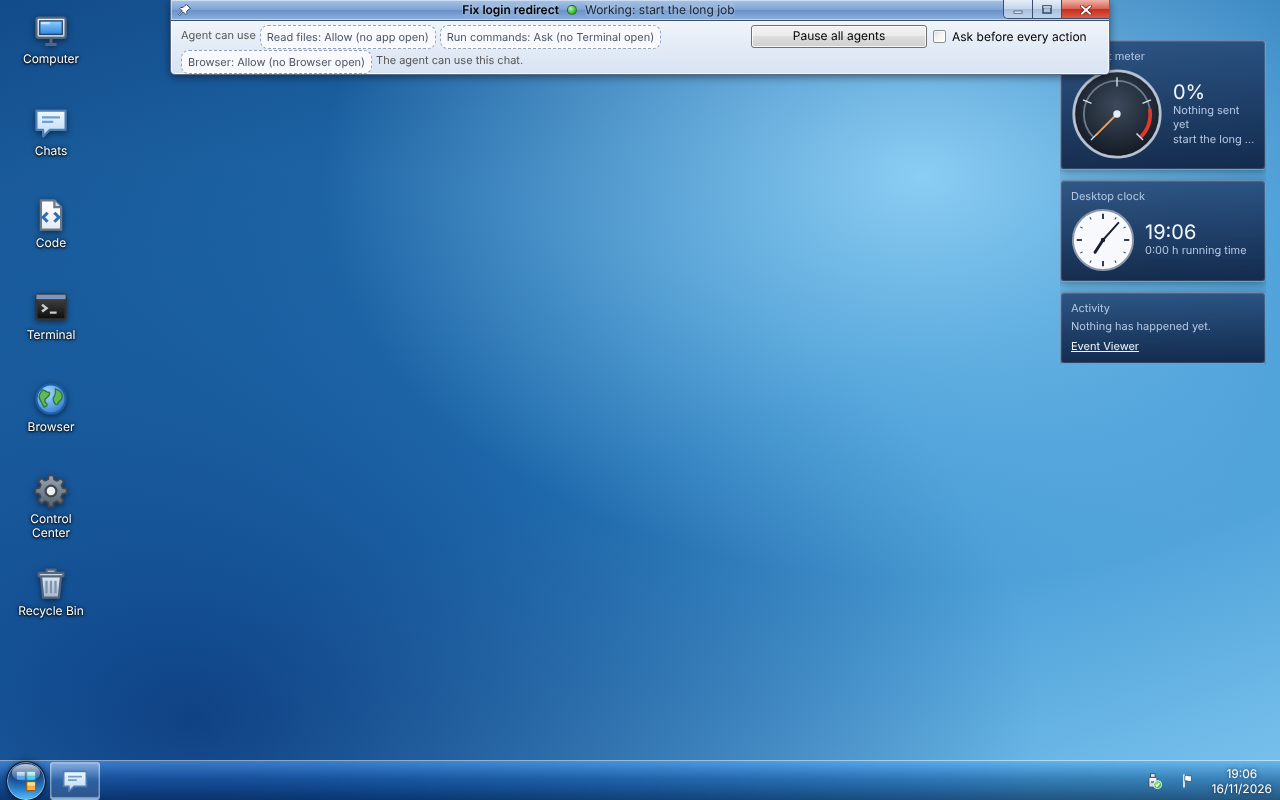 Fix login redirect Working: start the long job
Agent can use Read files: Allow (no app open) Run commands: Ask (no Terminal open)
Browser: Allow (no Browser open) The agent can use this chat.
Pause all agents Ask before every action
Computer
Chats
Code
Terminal
Browser
Control
Center
Recycle Bin
meter
0%
Nothing sent
yet
start the long ...
Desktop clock
19:06
0:00 h running time
Activity
Nothing has happened yet.
Event Viewer
19:06
16/11/2026